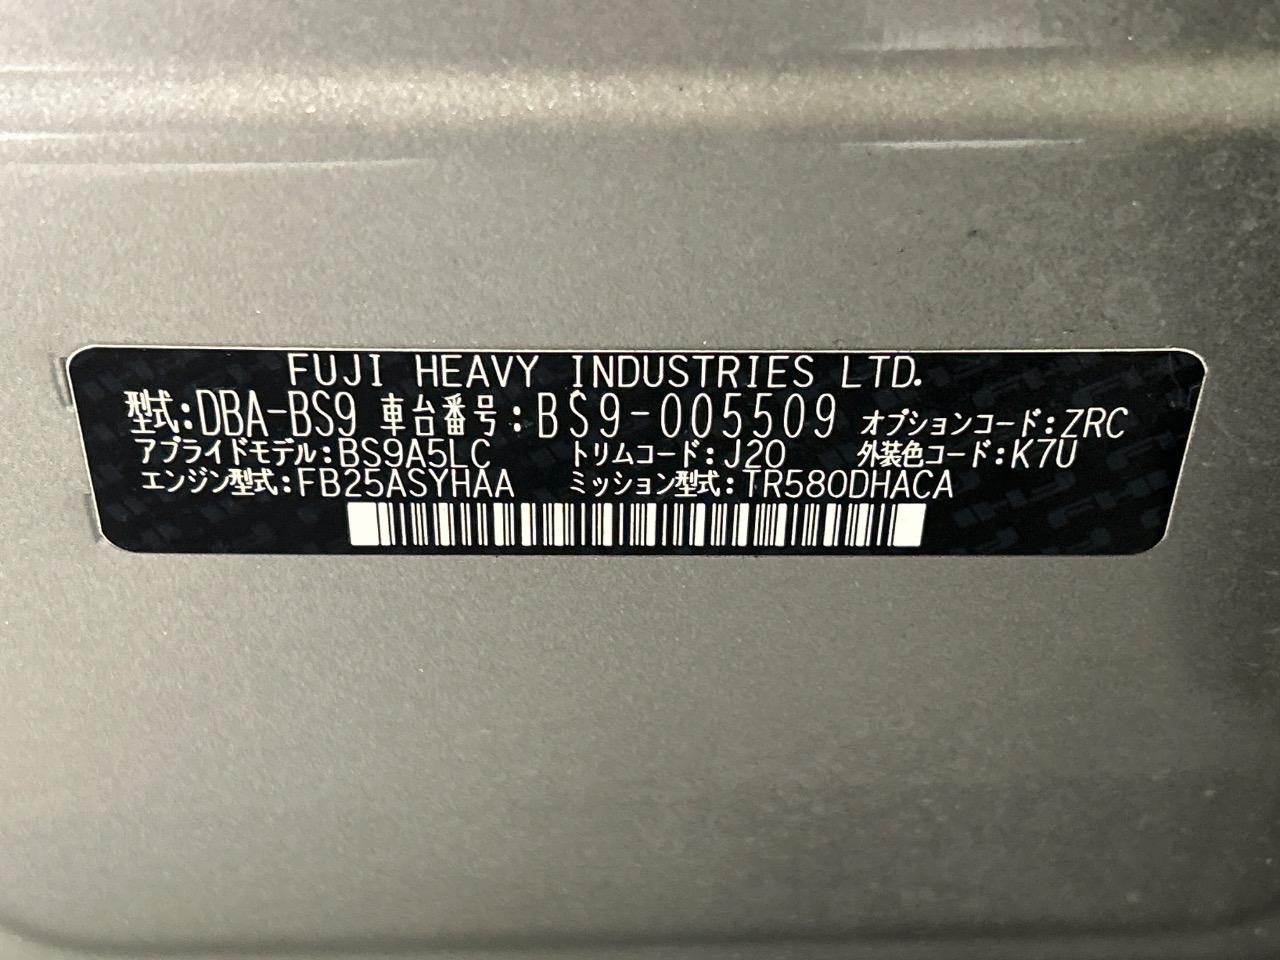 FUJI HEAVY INDUSTRIES LTD.
型式:DBA-BS9 車台番号:BS9-005509 オプションコード:ZRC
アプライドモデル:BS9A5LC トリムコード:J20 外装色コード:K7U
エンジン型式:FB25ASYHAA ミッション型式:TR580DHACA